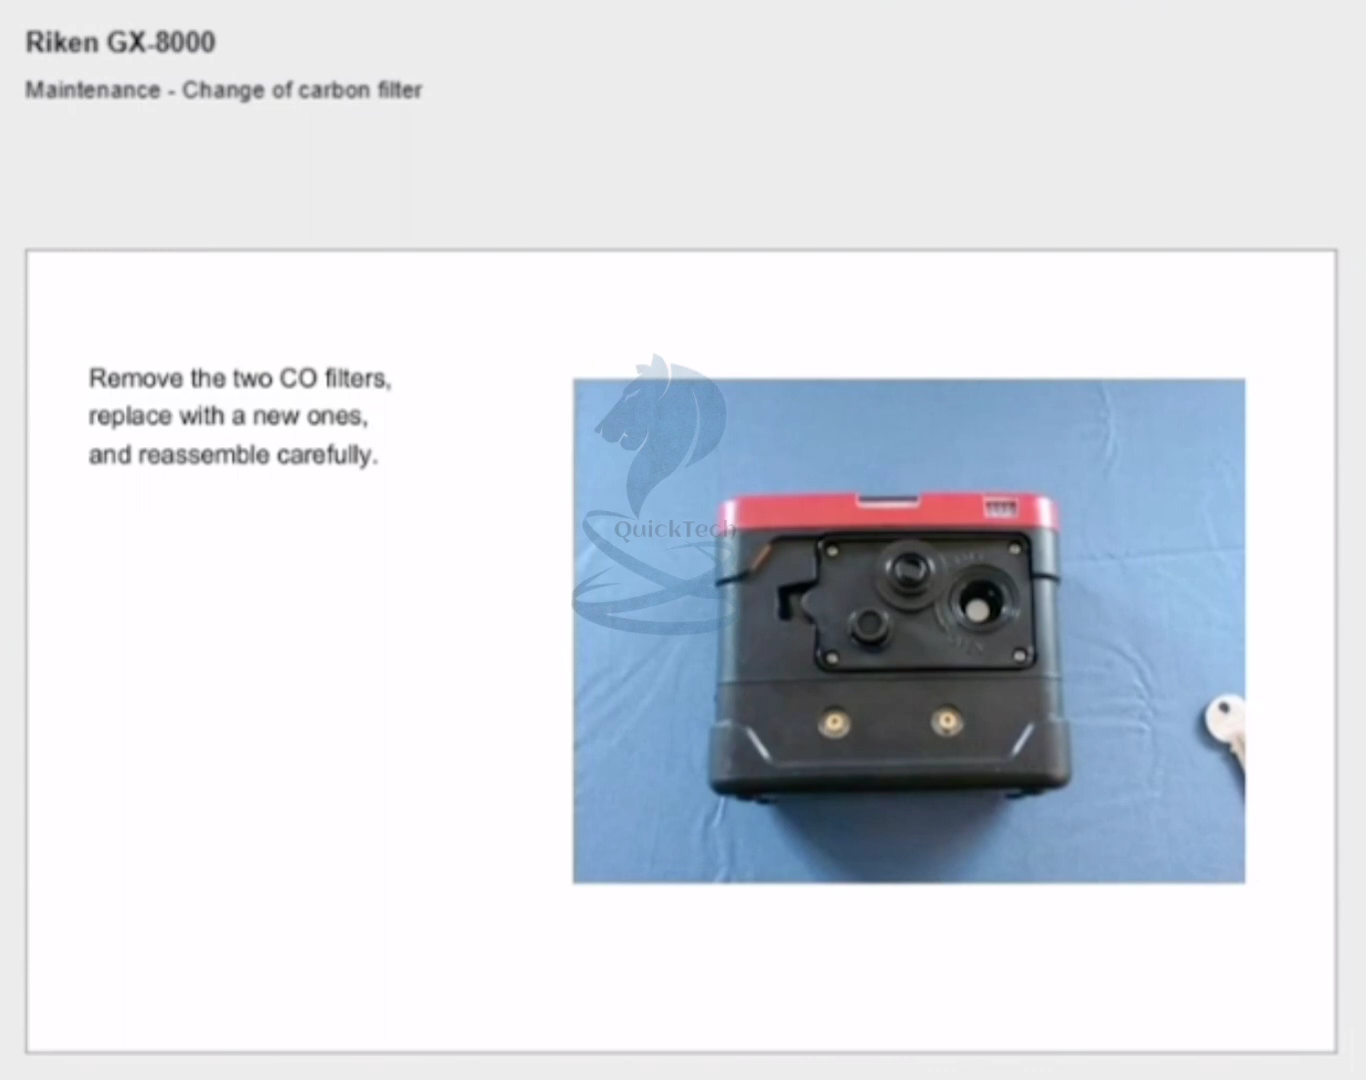 Riken GX-8000
Maintenance - Change of carbon filter
Remove the two CO filters,
replace with a new ones,
and reassemble carefully.
QuickTech